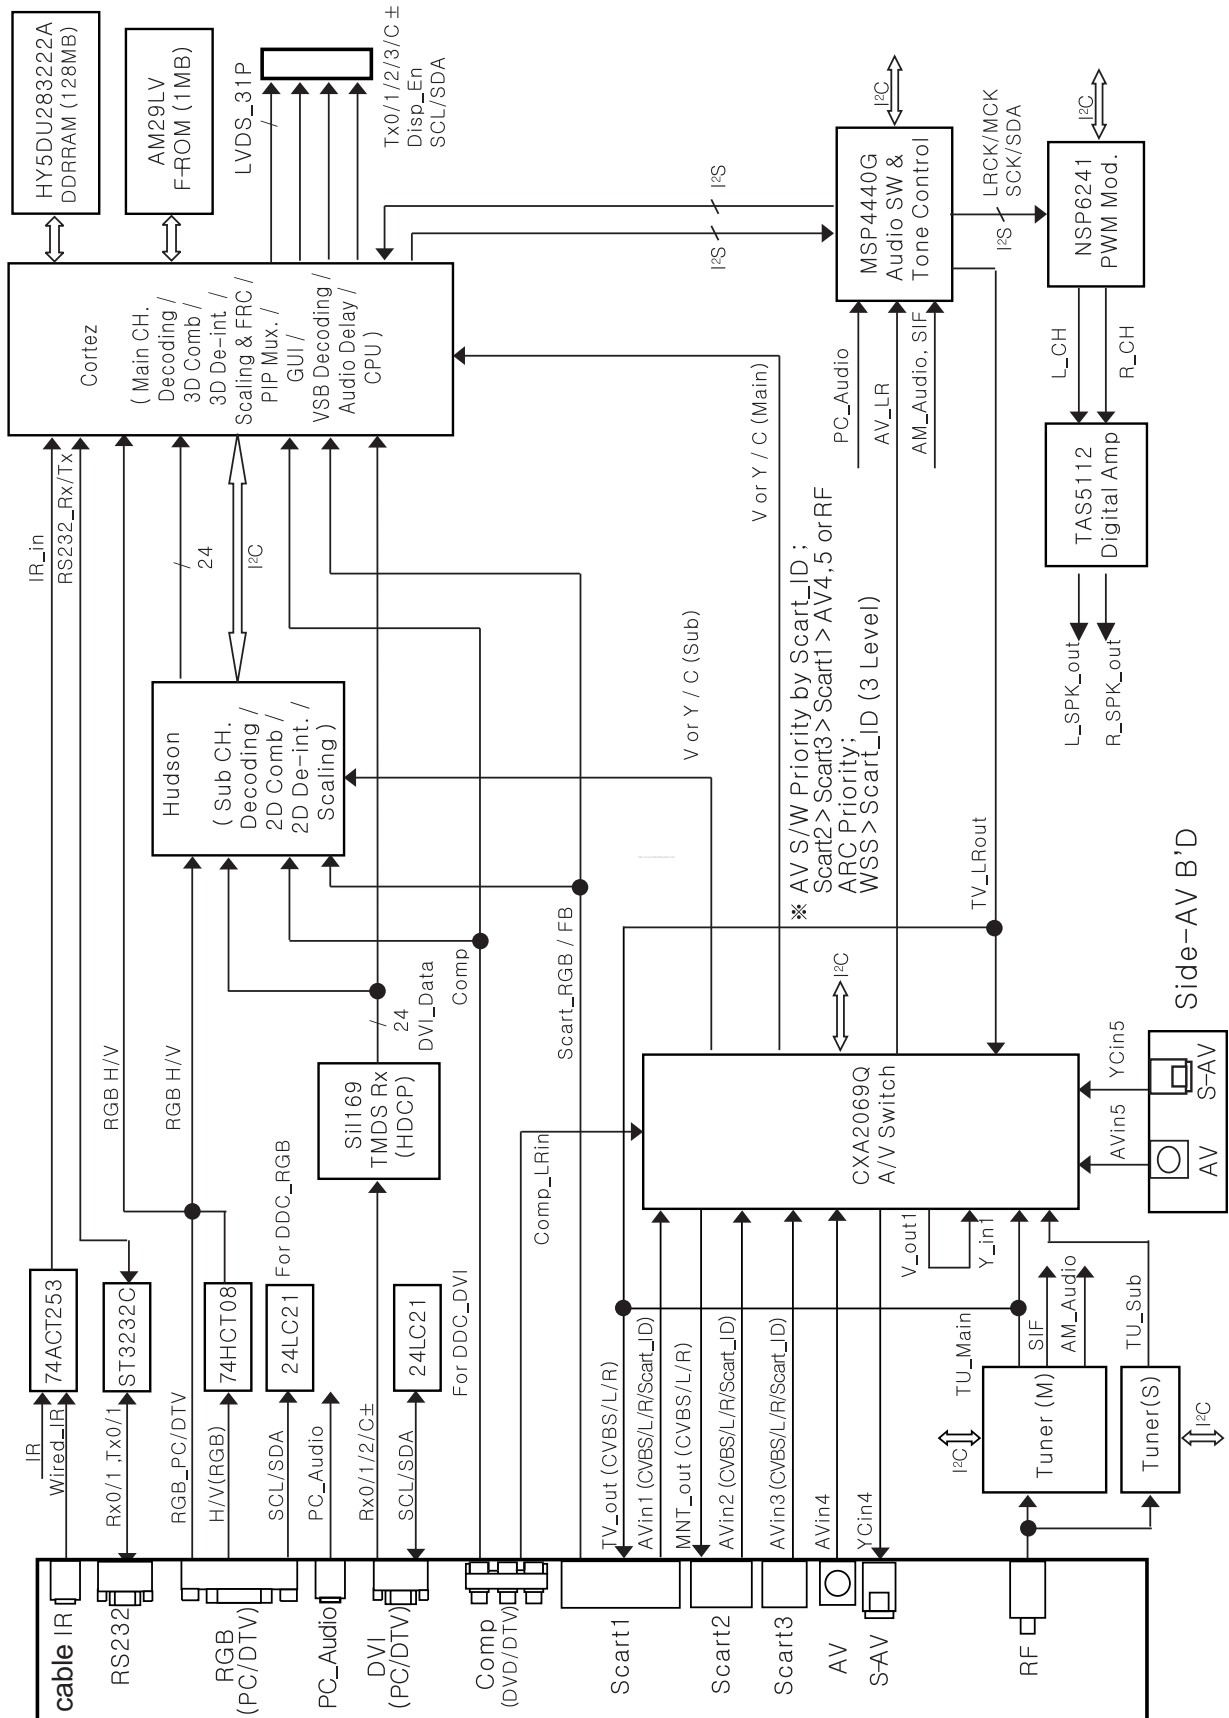 HY5DU283222A
DDRRAM (128MB)
AM29LV
F-ROM (1MB)
LVDS_31P
Tx0/1/2/3/C ±
Disp_En
SCL/SDA
Cortez
( Main CH.
Decoding /
3D Comb /
3D De-int. /
Scaling & FRC /
PIP Mux. /
GUI /
VSB Decoding /
Audio Delay /
CPU )
I²S
I²S
MSP4440G
Audio SW &
Tone Control
I²C
LRCK/MCK
SCK/SDA
I²S
NSP6241
PWM Mod.
I²C
L_CH
R_CH
TAS5112
Digital Amp
L_SPK_out
R_SPK_out
PC_Audio
AV_LR
AM_Audio, SIF
V or Y / C (Main)
IR_in
RS232_Rx/Tx
24
I²C
Hudson
( Sub CH.
Decoding /
2D Comb /
2D De-int. /
Scaling )
V or Y / C (Sub)
※ AV S/W Priority by Scart_ID ;
Scart2 > Scart3 > Scart1 > AV4, 5 or RF
ARC Priority;
WSS > Scart_ID (3 Level)
TV_LRout
RGB H/V
RGB H/V
24
DVI_Data
Comp
Scart_RGB / FB
SiI169
TMDS Rx
(HDCP)
Comp_LRin
I²C
CXA2069Q
A/V Switch
YCin5
AVin5
S-AV
AV
Side-AV B'D
74ACT253
ST3232C
74HCT08
24LC21
For DDC_RGB
24LC21
For DDC_DVI
V_out1
Y_in1
IR
Wired_IR
Rx0/1 ,Tx0/1
RGB_PC/DTV
H/V(RGB)
SCL/SDA
PC_Audio
Rx0/1/2/C±
SCL/SDA
TV_out (CVBS/L/R)
AVin1 (CVBS/L/R/Scart_ID)
MNT_out (CVBS/L/R)
AVin2 (CVBS/L/R/Scart_ID)
AVin3 (CVBS/L/R/Scart_ID)
AVin4
YCin4
TU_Main
SIF
AM_Audio
TU_Sub
I²C
Tuner (M)
Tuner(S)
I²C
cable IR
RS232
RGB
(PC/DTV)
PC_Audio
DVI
(PC/DTV)
Comp
(DVD/DTV)
Scart1
Scart2
Scart3
AV
S-AV
RF